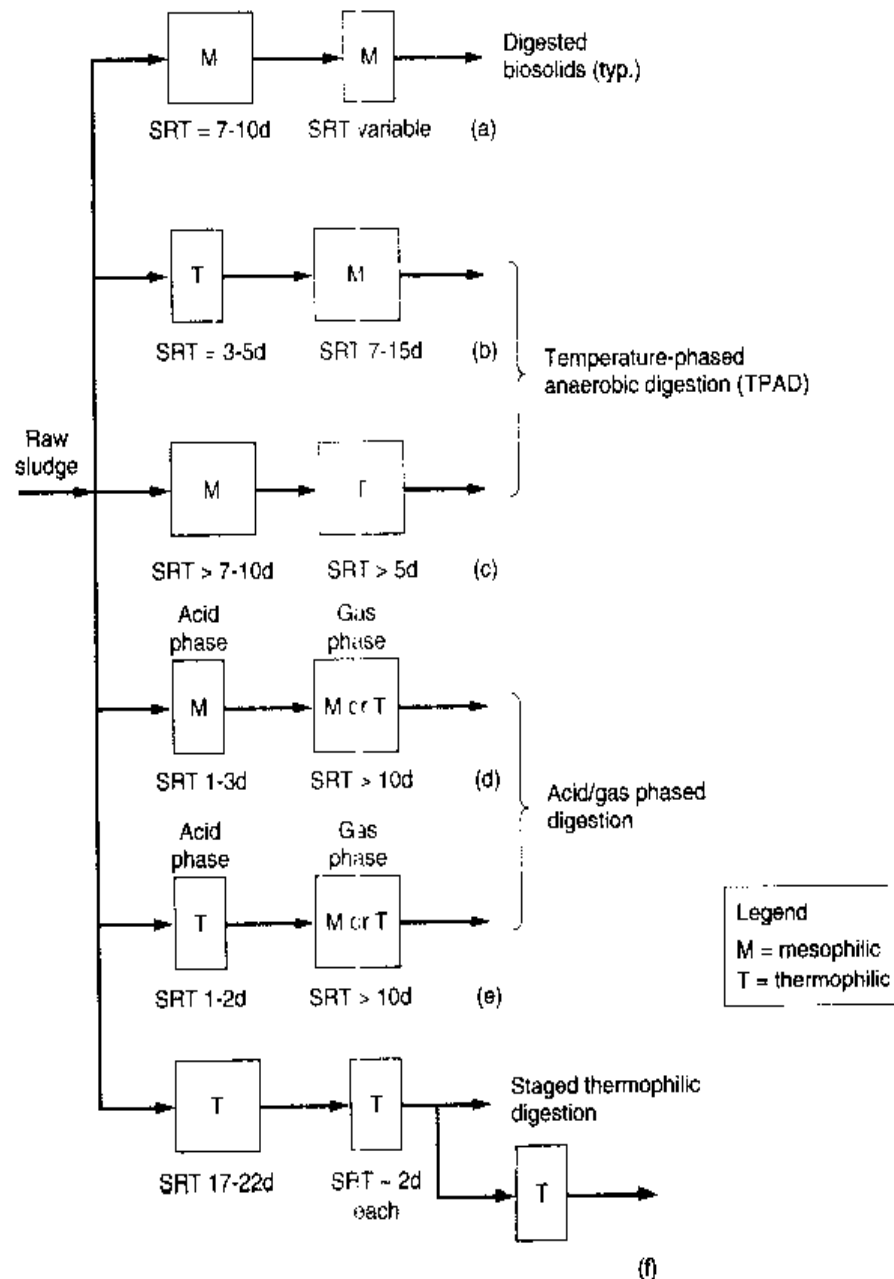 M
M
Digested
biosolids (typ.)
SRT = 7-10d
SRT variable
(a)
T
M
SRT = 3-5d
SRT 7-15d
(b)
Temperature-phased
anaerobic digestion (TPAD)
Raw
sludge
M
T
SRT > 7-10d
SRT > 5d
(c)
Acid
phase
Gas
phase
M
M or T
SRT 1-3d
SRT > 10d
(d)
Acid/gas phased
digestion
Acid
phase
Gas
phase
T
M or T
SRT 1-2d
SRT > 10d
(e)
Legend
M = mesophilic
T = thermophilic
T
T
Staged thermophilic
digestion
SRT 17-22d
SRT ~ 2d
each
T
(f)